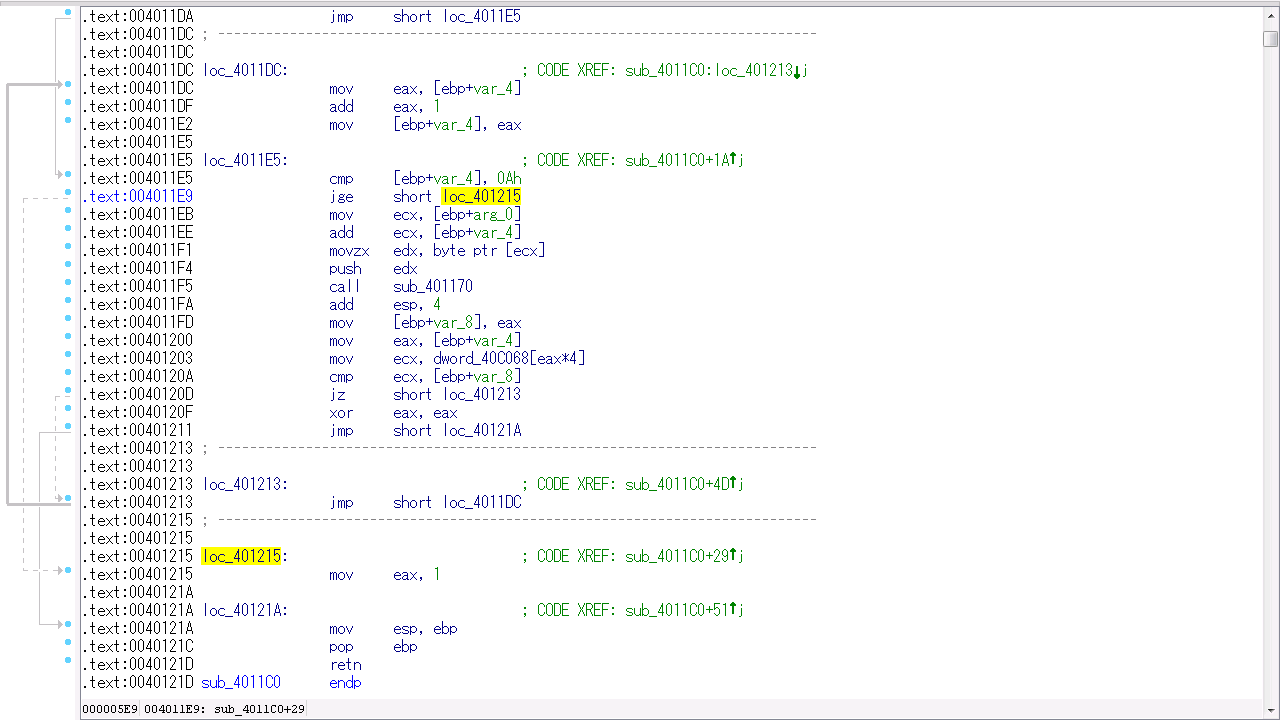 .text:004011DA jmp short loc_4011E5
.text:004011DC ; ---------------------------------------------------------------------------
.text:004011DC
.text:004011DC loc_4011DC: ; CODE XREF: sub_4011C0:loc_401213↓j
.text:004011DC mov eax, [ebp+var_4]
.text:004011DF add eax, 1
.text:004011E2 mov [ebp+var_4], eax
.text:004011E5
.text:004011E5 loc_4011E5: ; CODE XREF: sub_4011C0+1A↑j
.text:004011E5 cmp [ebp+var_4], 0Ah
.text:004011E9 jge short loc_401215
.text:004011EB mov ecx, [ebp+arg_0]
.text:004011EE add ecx, [ebp+var_4]
.text:004011F1 movzx edx, byte ptr [ecx]
.text:004011F4 push edx
.text:004011F5 call sub_401170
.text:004011FA add esp, 4
.text:004011FD mov [ebp+var_8], eax
.text:00401200 mov eax, [ebp+var_4]
.text:00401203 mov ecx, dword_40C068[eax*4]
.text:0040120A cmp ecx, [ebp+var_8]
.text:0040120D jz short loc_401213
.text:0040120F xor eax, eax
.text:00401211 jmp short loc_40121A
.text:00401213 ; ---------------------------------------------------------------------------
.text:00401213
.text:00401213 loc_401213: ; CODE XREF: sub_4011C0+4D↑j
.text:00401213 jmp short loc_4011DC
.text:00401215 ; ---------------------------------------------------------------------------
.text:00401215
.text:00401215 loc_401215: ; CODE XREF: sub_4011C0+29↑j
.text:00401215 mov eax, 1
.text:0040121A
.text:0040121A loc_40121A: ; CODE XREF: sub_4011C0+51↑j
.text:0040121A mov esp, ebp
.text:0040121C pop ebp
.text:0040121D retn
.text:0040121D sub_4011C0 endp
000005E9 004011E9: sub_4011C0+29